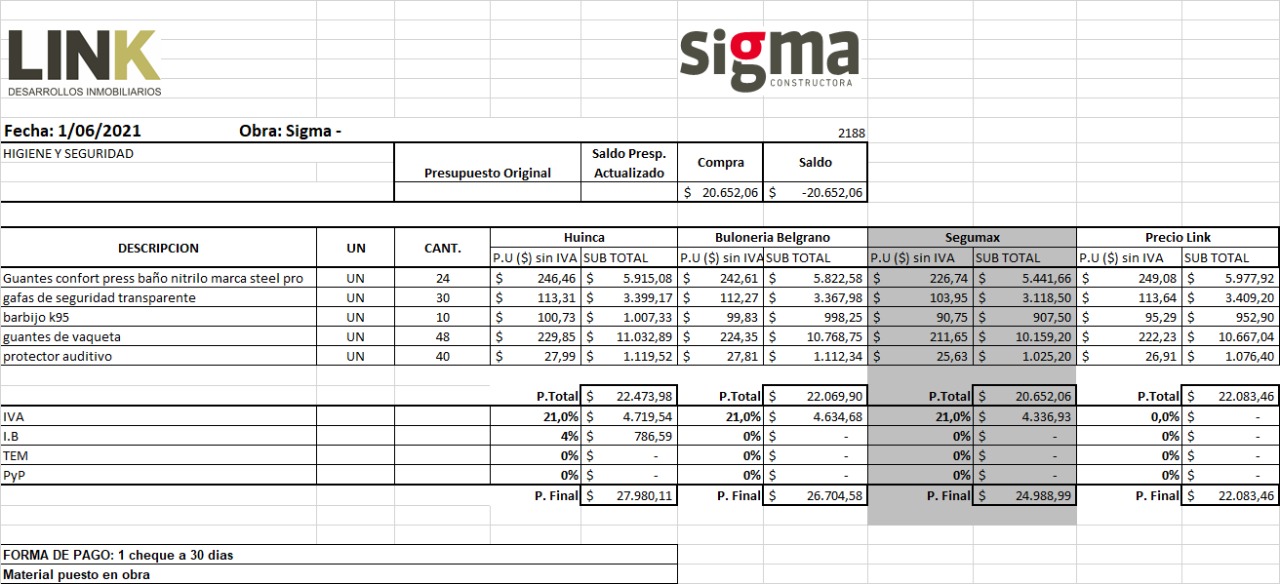 LINK
DESARROLLOS INMOBILIARIOS
sigma
CONSTRUCTORA
Fecha: 1/06/2021 Obra: Sigma - 2188
HIGIENE Y SEGURIDAD
Presupuesto Original Saldo Presp. Actualizado Compra Saldo
$ 20.652,06 $ -20.652,06
DESCRIPCION UN CANT. Huinca Buloneria Belgrano Segumax Precio Link
P.U ($) sin IVA SUB TOTAL P.U ($) sin IVA SUB TOTAL P.U ($) sin IVA SUB TOTAL P.U ($) sin IVA SUB TOTAL
Guantes confort press baño nitrilo marca steel pro UN 24 $ 246,46 $ 5.915,08 $ 242,61 $ 5.822,58 $ 226,74 $ 5.441,66 $ 249,08 $ 5.977,92
gafas de seguridad transparente UN 30 $ 113,31 $ 3.399,17 $ 112,27 $ 3.367,98 $ 103,95 $ 3.118,50 $ 113,64 $ 3.409,20
barbijo k95 UN 10 $ 100,73 $ 1.007,33 $ 99,83 $ 998,25 $ 90,75 $ 907,50 $ 95,29 $ 952,90
guantes de vaqueta UN 48 $ 229,85 $ 11.032,89 $ 224,35 $ 10.768,75 $ 211,65 $ 10.159,20 $ 222,23 $ 10.667,04
protector auditivo UN 40 $ 27,99 $ 1.119,52 $ 27,81 $ 1.112,34 $ 25,63 $ 1.025,20 $ 26,91 $ 1.076,40
P.Total $ 22.473,98 P.Total $ 22.069,90 P.Total $ 20.652,06 P.Total $ 22.083,46
IVA 21,0% $ 4.719,54 21,0% $ 4.634,68 21,0% $ 4.336,93 0,0% $ -
I.B 4% $ 786,59 0% $ - 0% $ - 0% $ -
TEM 0% $ - 0% $ - 0% $ - 0% $ -
PyP 0% $ - 0% $ - 0% $ - 0% $ -
P. Final $ 27.980,11 P. Final $ 26.704,58 P. Final $ 24.988,99 P. Final $ 22.083,46
FORMA DE PAGO: 1 cheque a 30 dias
Material puesto en obra